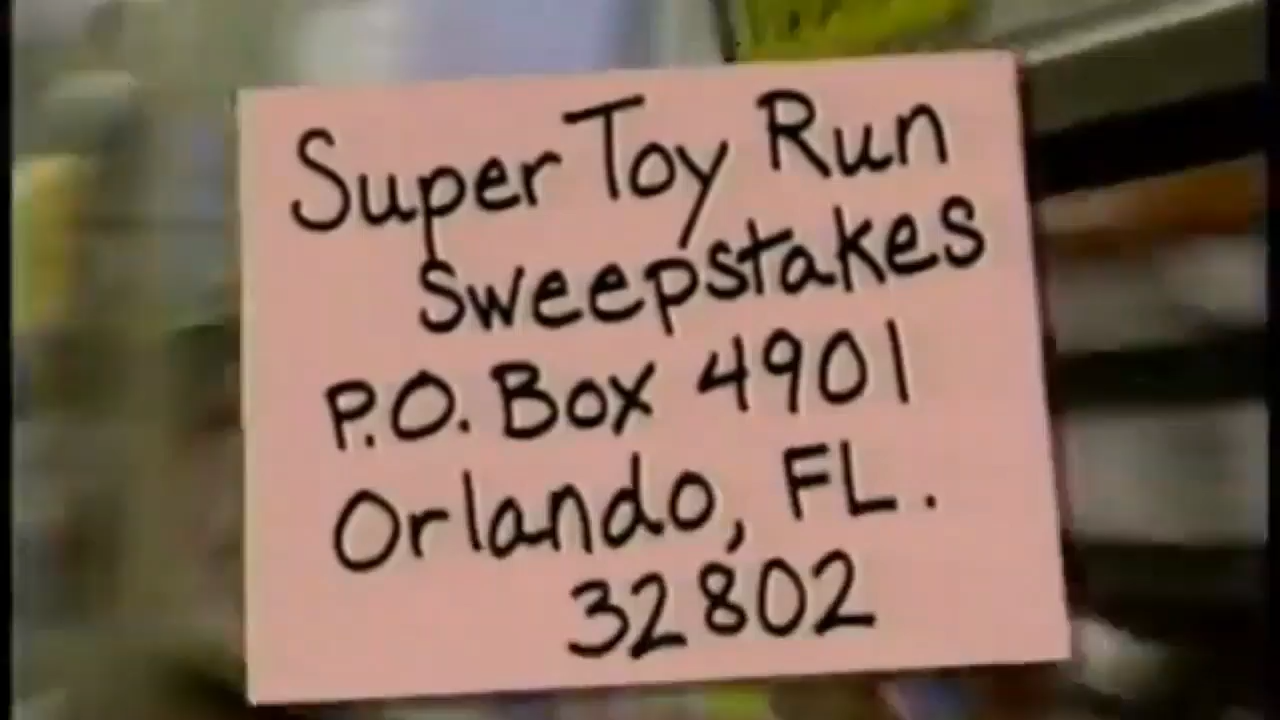 Super Toy Run
Sweepstakes
P.O. Box 4901
Orlando, FL.
32802